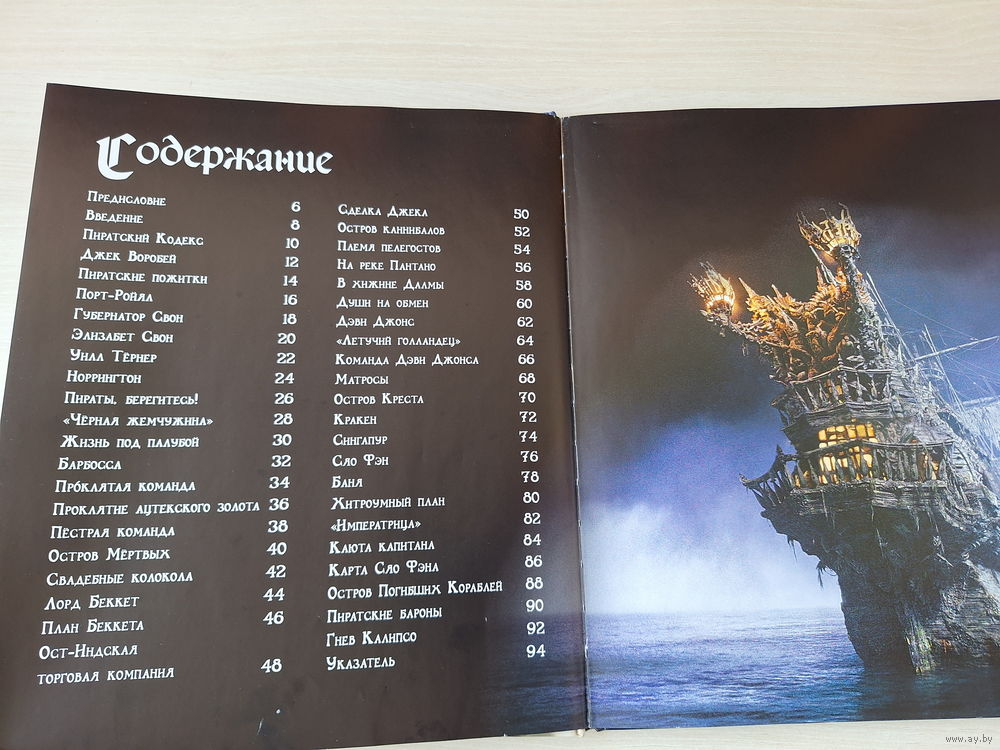 Содержание
Предисловие 6
Введение 8
Пиратский Кодекс 10
Джек Воробей 12
Пиратские пожитки 14
Порт-Ройял 16
Губернатор Свон 18
Элизабет Свон 20
Уилл Тёрнер 22
Норрингтон 24
Пираты, берегитесь! 26
«Чёрная жемчужина» 28
Жизнь под палубой 30
Барбосса 32
Проклятая команда 34
Проклятие ацтекского золота 36
Пёстрая команда 38
Остров Мёртвых 40
Свадебные колокола 42
Лорд Беккет 44
План Беккета 46
Ост-Индская
торговая компания 48
Сделка Джека 50
Остров каннибалов 52
Племя пелегостов 54
На реке Пантано 56
В хижине Далмы 58
Души на обмен 60
Дэви Джонс 62
«Летучий голландец» 64
Команда Дэви Джонса 66
Матросы 68
Остров Креста 70
Кракен 72
Сингапур 74
Сяо Фэн 76
Баня 78
Хитроумный план 80
«Императрица» 82
Каюта капитана 84
Карта Сяо Фэна 86
Остров Погибших Кораблей 88
Пиратские бароны 90
Гнев Калипсо 92
Указатель 94
www.ay.by